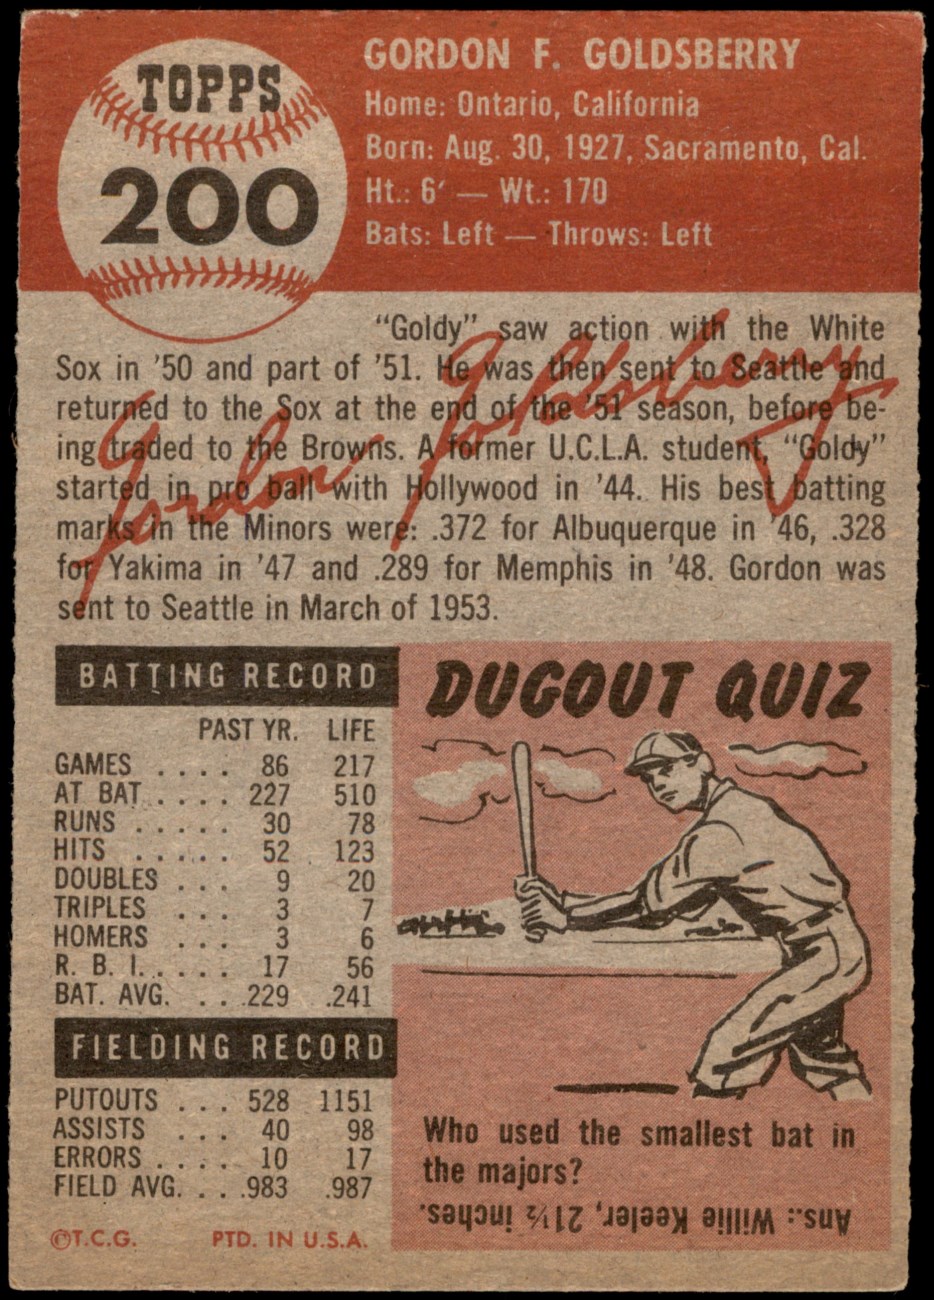 TOPPS
200
GORDON F. GOLDSBERRY
Home: Ontario, California
Born: Aug. 30, 1927, Sacramento, Cal.
Ht.: 6′ — Wt.: 170
Bats: Left — Throws: Left
"Goldy" saw action with the White
Sox in '50 and part of '51. He was then sent to Seattle and
returned to the Sox at the end of the '51 season, before be-
ing traded to the Browns. A former U.C.L.A. student, "Goldy"
started in pro ball with Hollywood in '44. His best batting
marks in the Minors were: .372 for Albuquerque in '46, .328
for Yakima in '47 and .289 for Memphis in '48. Gordon was
sent to Seattle in March of 1953.
Gordon Goldsberry
BATTING RECORD
PAST YR. LIFE
GAMES . . . . 86 217
AT BAT . . . . 227 510
RUNS . . . . . 30 78
HITS . . . . . 52 123
DOUBLES . . . 9 20
TRIPLES . . . 3 7
HOMERS . . . 3 6
R. B. I. . . . . 17 56
BAT. AVG. . . .229 .241
FIELDING RECORD
PUTOUTS . . . 528 1151
ASSISTS . . . 40 98
ERRORS . . . . 10 17
FIELD AVG. . . .983 .987
©T.C.G. PTD. IN U.S.A.
DUGOUT QUIZ
Who used the smallest bat in
the majors?
Ans.: Willie Keeler, 21½ inches.